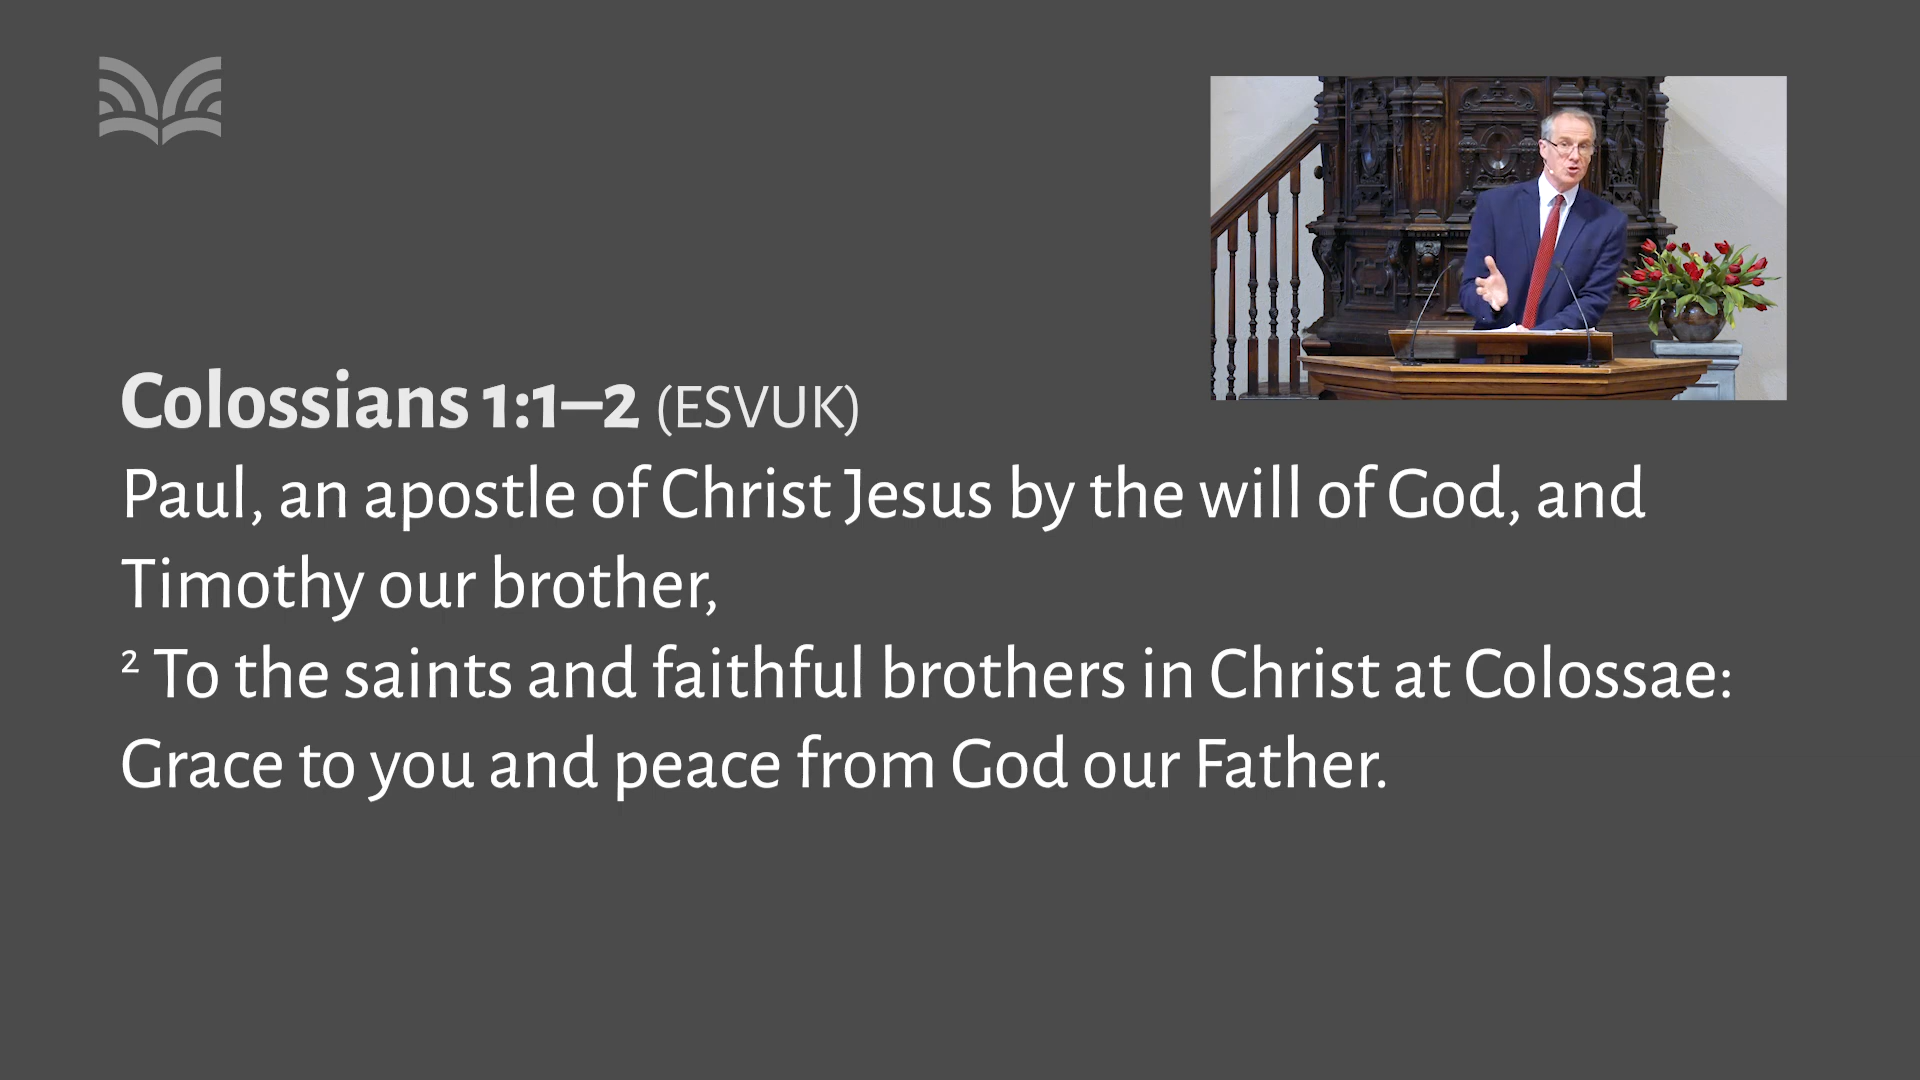 Colossians 1:1–2 (ESVUK)
Paul, an apostle of Christ Jesus by the will of God, and
Timothy our brother,
² To the saints and faithful brothers in Christ at Colossae:
Grace to you and peace from God our Father.